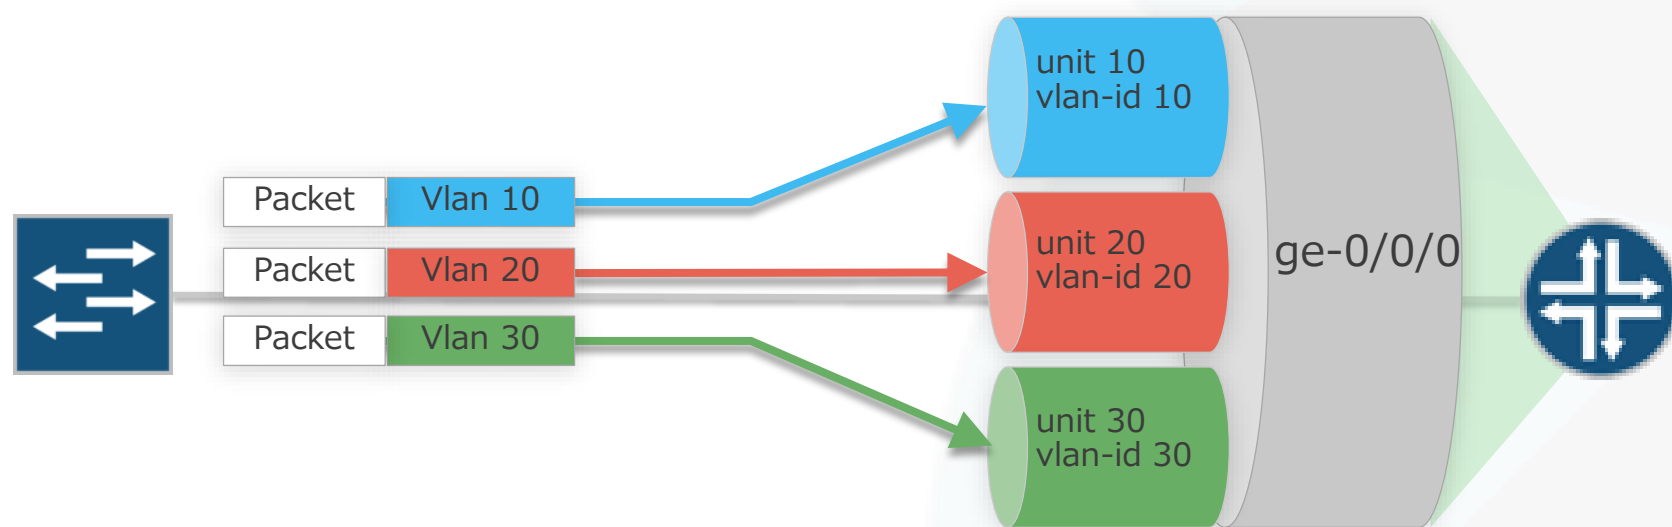 Packet Vlan 10
Packet Vlan 20
Packet Vlan 30
unit 10
vlan-id 10
unit 20
vlan-id 20
unit 30
vlan-id 30
ge-0/0/0